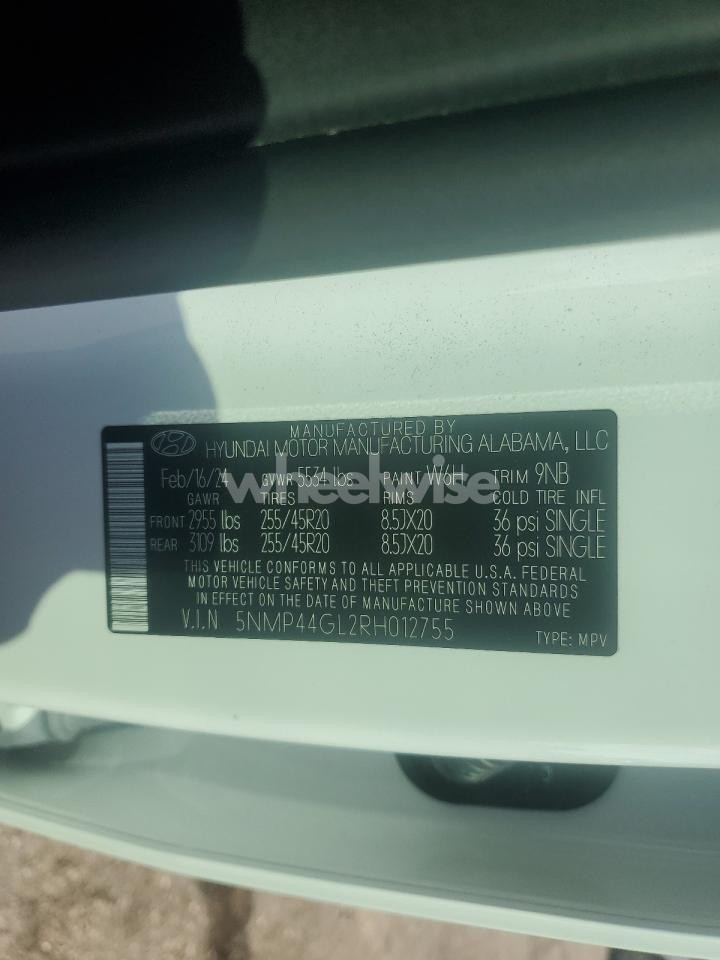 MANUFACTURED BY
HYUNDAI MOTOR MANUFACTURING ALABAMA, LLC
Feb/16/24 GVWR 5534 lbs PAINT W6H TRIM 9NB
GAWR TIRES RIMS COLD TIRE INFL
FRONT 2955 lbs 255/45R20 8.5JX20 36 psi SINGLE
REAR 3109 lbs 255/45R20 8.5JX20 36 psi SINGLE
THIS VEHICLE CONFORMS TO ALL APPLICABLE U.S.A. FEDERAL
MOTOR VEHICLE SAFETY AND THEFT PREVENTION STANDARDS
IN EFFECT ON THE DATE OF MANUFACTURE SHOWN ABOVE
V.I.N 5NMP44GL2RH012755 TYPE: MPV
wheelwise